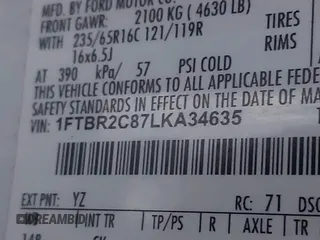 MFD. BY FORD MOTOR CO.
FRONT GAWR: 2100 KG ( 4630 LB)
WITH 235/65R16C 121/119R TIRES
16x6.5J RIMS
AT 390 kPa/ 57 PSI COLD
THIS VEHICLE CONFORMS TO ALL APPLICABLE FEDE
SAFETY STANDARDS IN EFFECT ON THE DATE OF MA
VIN: 1FTBR2C87LKA34635
EXT PNT: YZ RC: 71 DSO
INT TR TP/PS R AXLE TR
DREAMBID